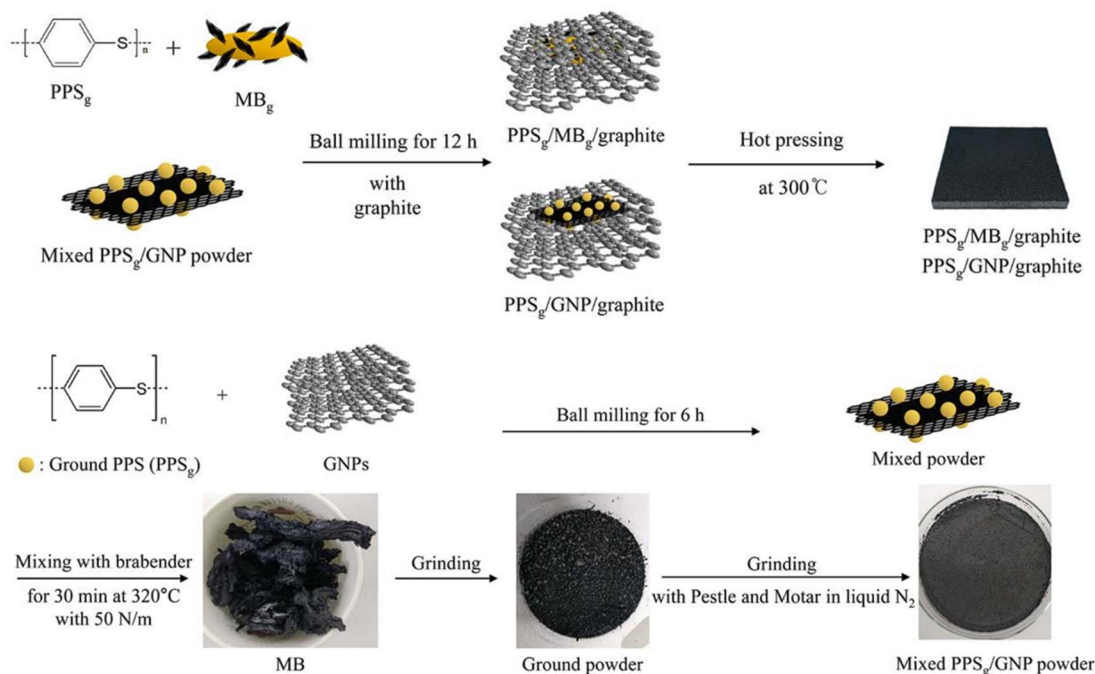 S
n
+
PPSg
MBg
Mixed PPSg/GNP powder
Ball milling for 12 h
with
graphite
PPSg/MBg/graphite
PPSg/GNP/graphite
Hot pressing
at 300℃
PPSg/MBg/graphite
PPSg/GNP/graphite
S
n
+
: Ground PPS (PPSg)
GNPs
Ball milling for 6 h
Mixed powder
Mixing with brabender
for 30 min at 320°C
with 50 N/m
MB
Grinding
Ground powder
Grinding
with Pestle and Motar in liquid N2
Mixed PPSg/GNP powder